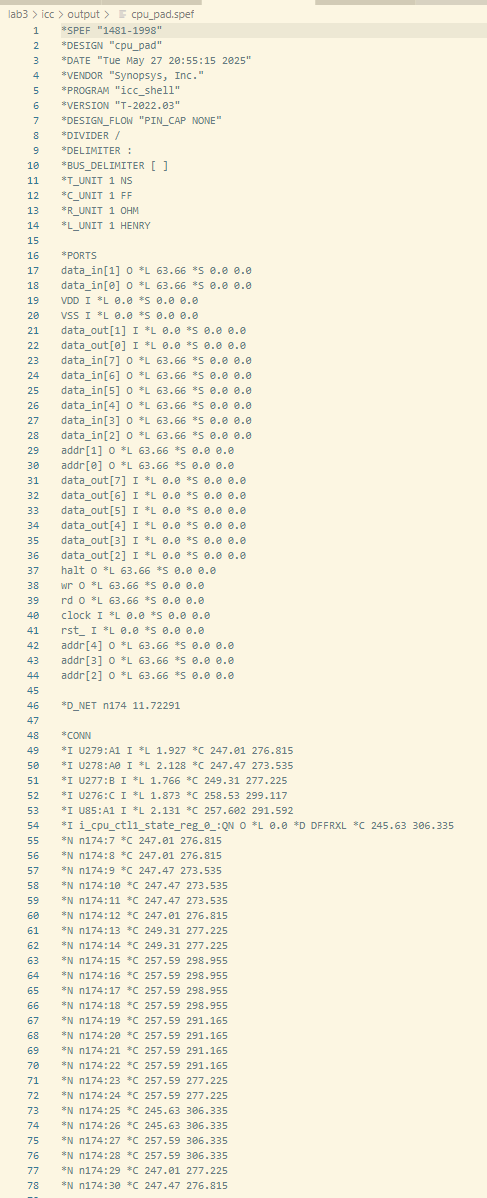 lab3 > icc > output > cpu_pad.spef
1 *SPEF "1481-1998"
2 *DESIGN "cpu_pad"
3 *DATE "Tue May 27 20:55:15 2025"
4 *VENDOR "Synopsys, Inc."
5 *PROGRAM "icc_shell"
6 *VERSION "T-2022.03"
7 *DESIGN_FLOW "PIN_CAP NONE"
8 *DIVIDER /
9 *DELIMITER :
10 *BUS_DELIMITER [ ]
11 *T_UNIT 1 NS
12 *C_UNIT 1 FF
13 *R_UNIT 1 OHM
14 *L_UNIT 1 HENRY
15
16 *PORTS
17 data_in[1] O *L 63.66 *S 0.0 0.0
18 data_in[0] O *L 63.66 *S 0.0 0.0
19 VDD I *L 0.0 *S 0.0 0.0
20 VSS I *L 0.0 *S 0.0 0.0
21 data_out[1] I *L 0.0 *S 0.0 0.0
22 data_out[0] I *L 0.0 *S 0.0 0.0
23 data_in[7] O *L 63.66 *S 0.0 0.0
24 data_in[6] O *L 63.66 *S 0.0 0.0
25 data_in[5] O *L 63.66 *S 0.0 0.0
26 data_in[4] O *L 63.66 *S 0.0 0.0
27 data_in[3] O *L 63.66 *S 0.0 0.0
28 data_in[2] O *L 63.66 *S 0.0 0.0
29 addr[1] O *L 63.66 *S 0.0 0.0
30 addr[0] O *L 63.66 *S 0.0 0.0
31 data_out[7] I *L 0.0 *S 0.0 0.0
32 data_out[6] I *L 0.0 *S 0.0 0.0
33 data_out[5] I *L 0.0 *S 0.0 0.0
34 data_out[4] I *L 0.0 *S 0.0 0.0
35 data_out[3] I *L 0.0 *S 0.0 0.0
36 data_out[2] I *L 0.0 *S 0.0 0.0
37 halt O *L 63.66 *S 0.0 0.0
38 wr O *L 63.66 *S 0.0 0.0
39 rd O *L 63.66 *S 0.0 0.0
40 clock I *L 0.0 *S 0.0 0.0
41 rst_ I *L 0.0 *S 0.0 0.0
42 addr[4] O *L 63.66 *S 0.0 0.0
43 addr[3] O *L 63.66 *S 0.0 0.0
44 addr[2] O *L 63.66 *S 0.0 0.0
45
46 *D_NET n174 11.72291
47
48 *CONN
49 *I U279:A1 I *L 1.927 *C 247.01 276.815
50 *I U278:A0 I *L 2.128 *C 247.47 273.535
51 *I U277:B I *L 1.766 *C 249.31 277.225
52 *I U276:C I *L 1.873 *C 258.53 299.117
53 *I U85:A1 I *L 2.131 *C 257.602 291.592
54 *I i_cpu_ctl1_state_reg_0_:QN O *L 0.0 *D DFFRXL *C 245.63 306.335
55 *N n174:7 *C 247.01 276.815
56 *N n174:8 *C 247.01 276.815
57 *N n174:9 *C 247.47 273.535
58 *N n174:10 *C 247.47 273.535
59 *N n174:11 *C 247.47 273.535
60 *N n174:12 *C 247.01 276.815
61 *N n174:13 *C 249.31 277.225
62 *N n174:14 *C 249.31 277.225
63 *N n174:15 *C 257.59 298.955
64 *N n174:16 *C 257.59 298.955
65 *N n174:17 *C 257.59 298.955
66 *N n174:18 *C 257.59 298.955
67 *N n174:19 *C 257.59 291.165
68 *N n174:20 *C 257.59 291.165
69 *N n174:21 *C 257.59 291.165
70 *N n174:22 *C 257.59 291.165
71 *N n174:23 *C 257.59 277.225
72 *N n174:24 *C 257.59 277.225
73 *N n174:25 *C 245.63 306.335
74 *N n174:26 *C 245.63 306.335
75 *N n174:27 *C 257.59 306.335
76 *N n174:28 *C 257.59 306.335
77 *N n174:29 *C 247.01 277.225
78 *N n174:30 *C 247.47 276.815